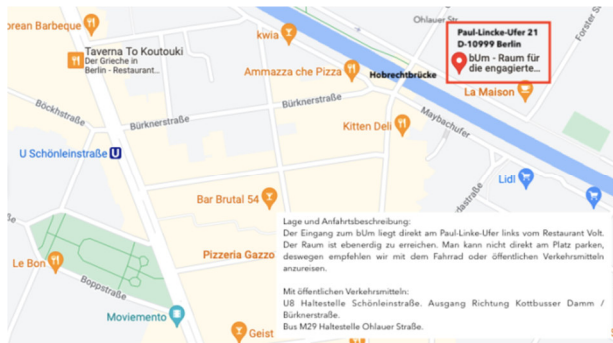 orean Barbeque
kwia
Ohlauer Str.
Forster S
Paul-Lincke-Ufer 21
D-10999 Berlin
bUm - Raum für
die engagierte...
Taverna To Koutouki
Der Grieche in
Berlin - Restaurant...
Ammazza che Pizza
Hobrechtbrücke
La Maison
Böckhstraße
Bürknerstraße
Bürknerstraße
Maybachufer
Kitten Deli
U Schönleinstraße
U
Lidl
Bar Brutal 54
dastraße
Le Bon
Pizzeria Gazzo
Boppstraße
Moviemento
Geist
Lage und Anfahrtsbeschreibung:
Der Eingang zum bUm liegt direkt am Paul-Linke-Ufer links vom Restaurant Volt.
Der Raum ist ebenerdig zu erreichen. Man kann nicht direkt am Platz parken,
deswegen empfehlen wir mit dem Fahrrad oder öffentlichen Verkehrsmitteln
anzureisen.
Mit öffentlichen Verkehrsmitteln:
U8 Haltestelle Schönleinstraße. Ausgang Richtung Kottbusser Damm /
Bürknerstraße.
Bus M29 Haltestelle Ohlauer Straße.